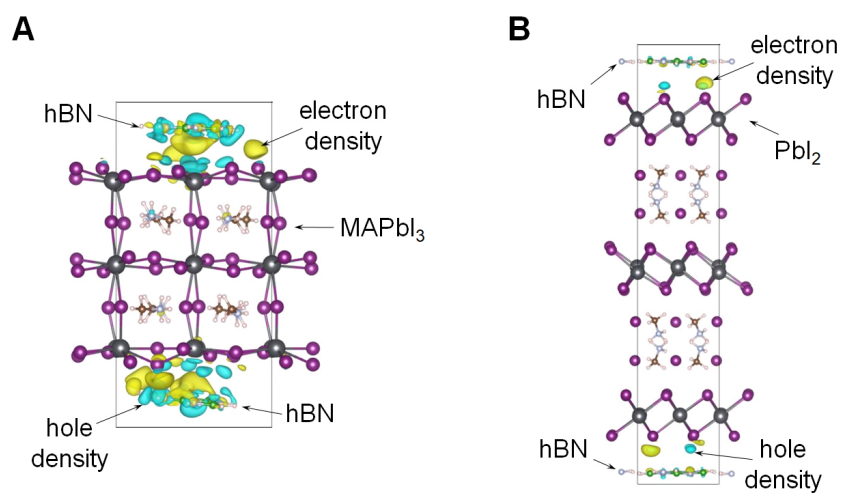 A
hBN
electron
density
MAPbI3
hole
density
hBN
B
hBN
electron
density
PbI2
hBN
hole
density